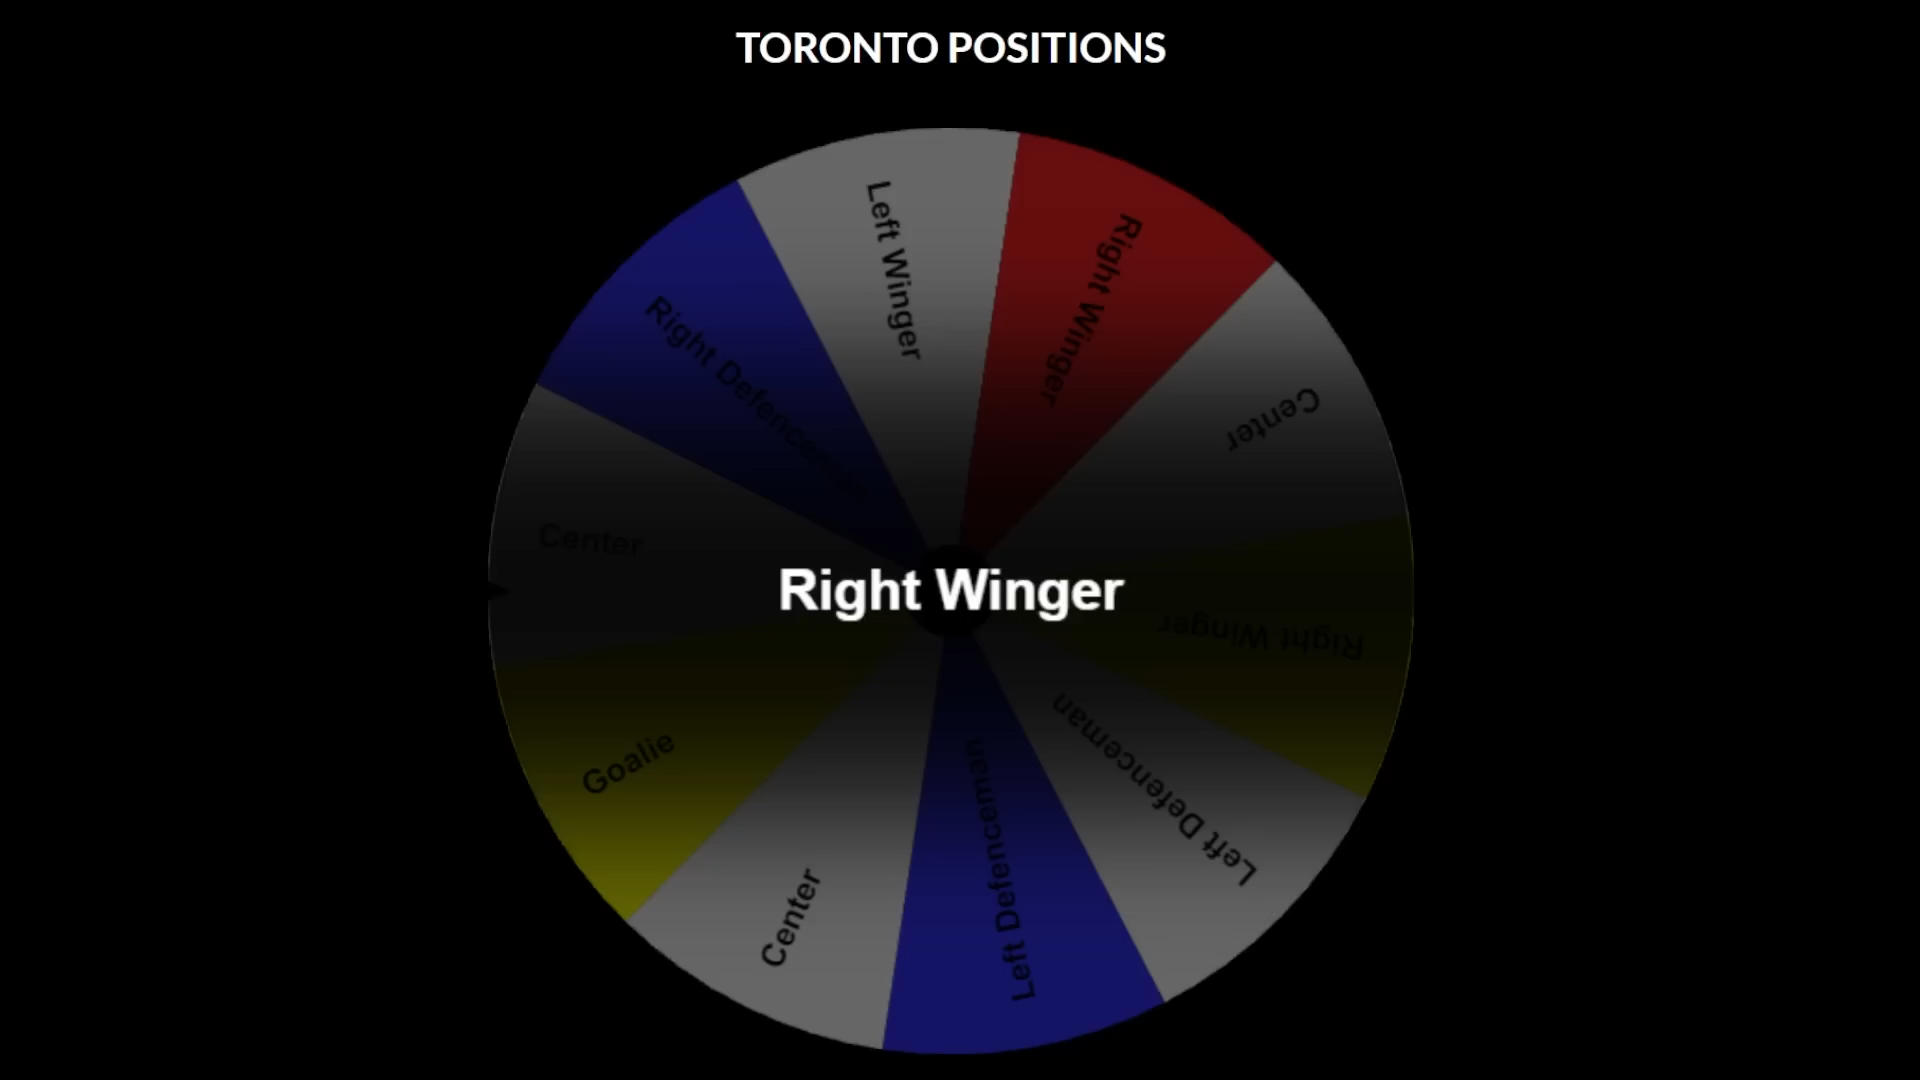 TORONTO POSITIONS
Left Winger
Right Winger
Right Defenceman
Center
Center
Right Winger
Right Winger
Left Defenceman
Goalie
Left Defenceman
Center